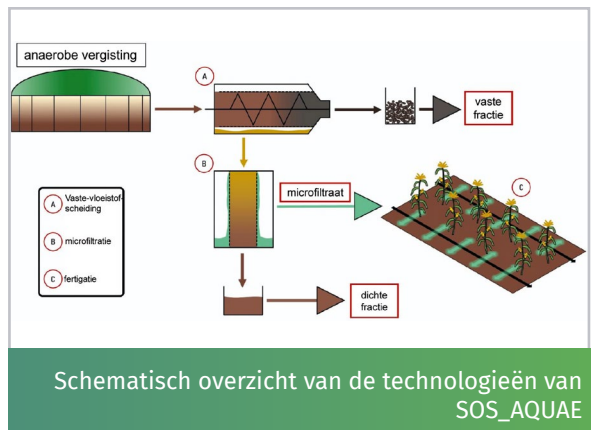 anaerobe vergisting
A
vaste
fractie
B
microfiltraat
C
A Vaste-vloeistof-
scheiding
B microfiltratie
C fertigatie
dichte
fractie
Schematisch overzicht van de technologieën van
SOS_AQUAE